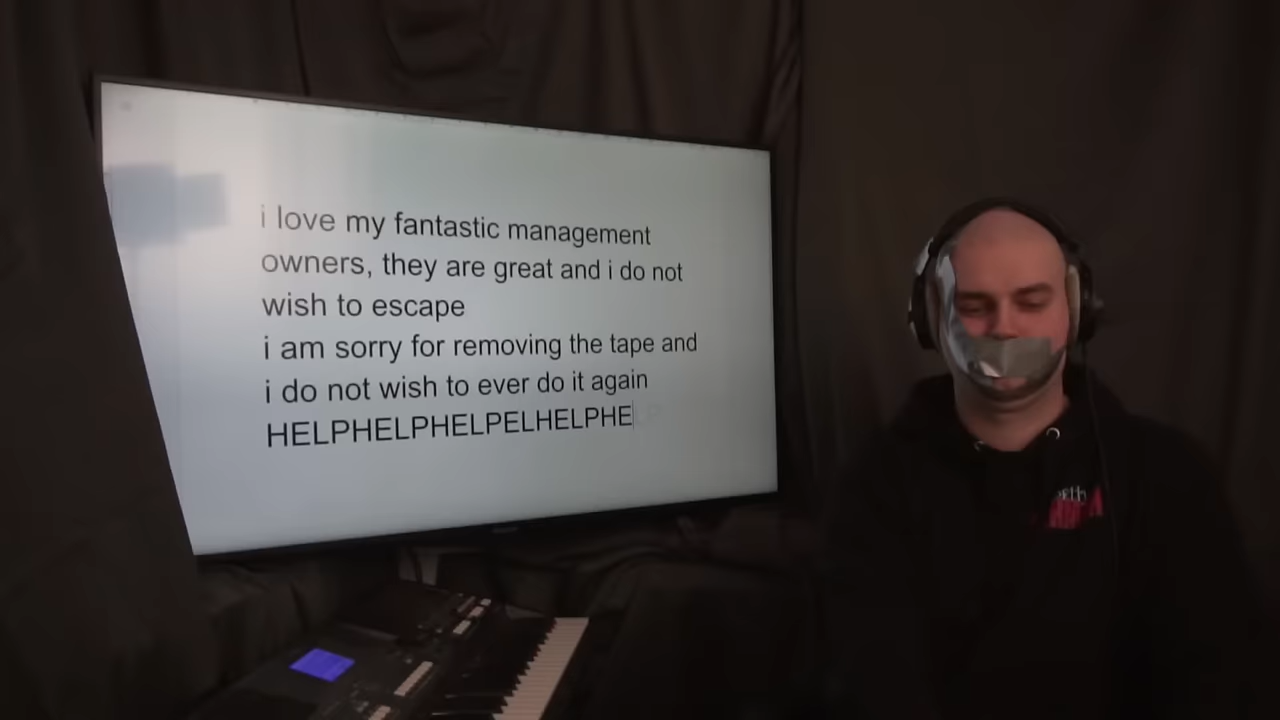 i love my fantastic management
owners, they are great and i do not
wish to escape
i am sorry for removing the tape and
i do not wish to ever do it again
HELPHELPHELPELHELPHE